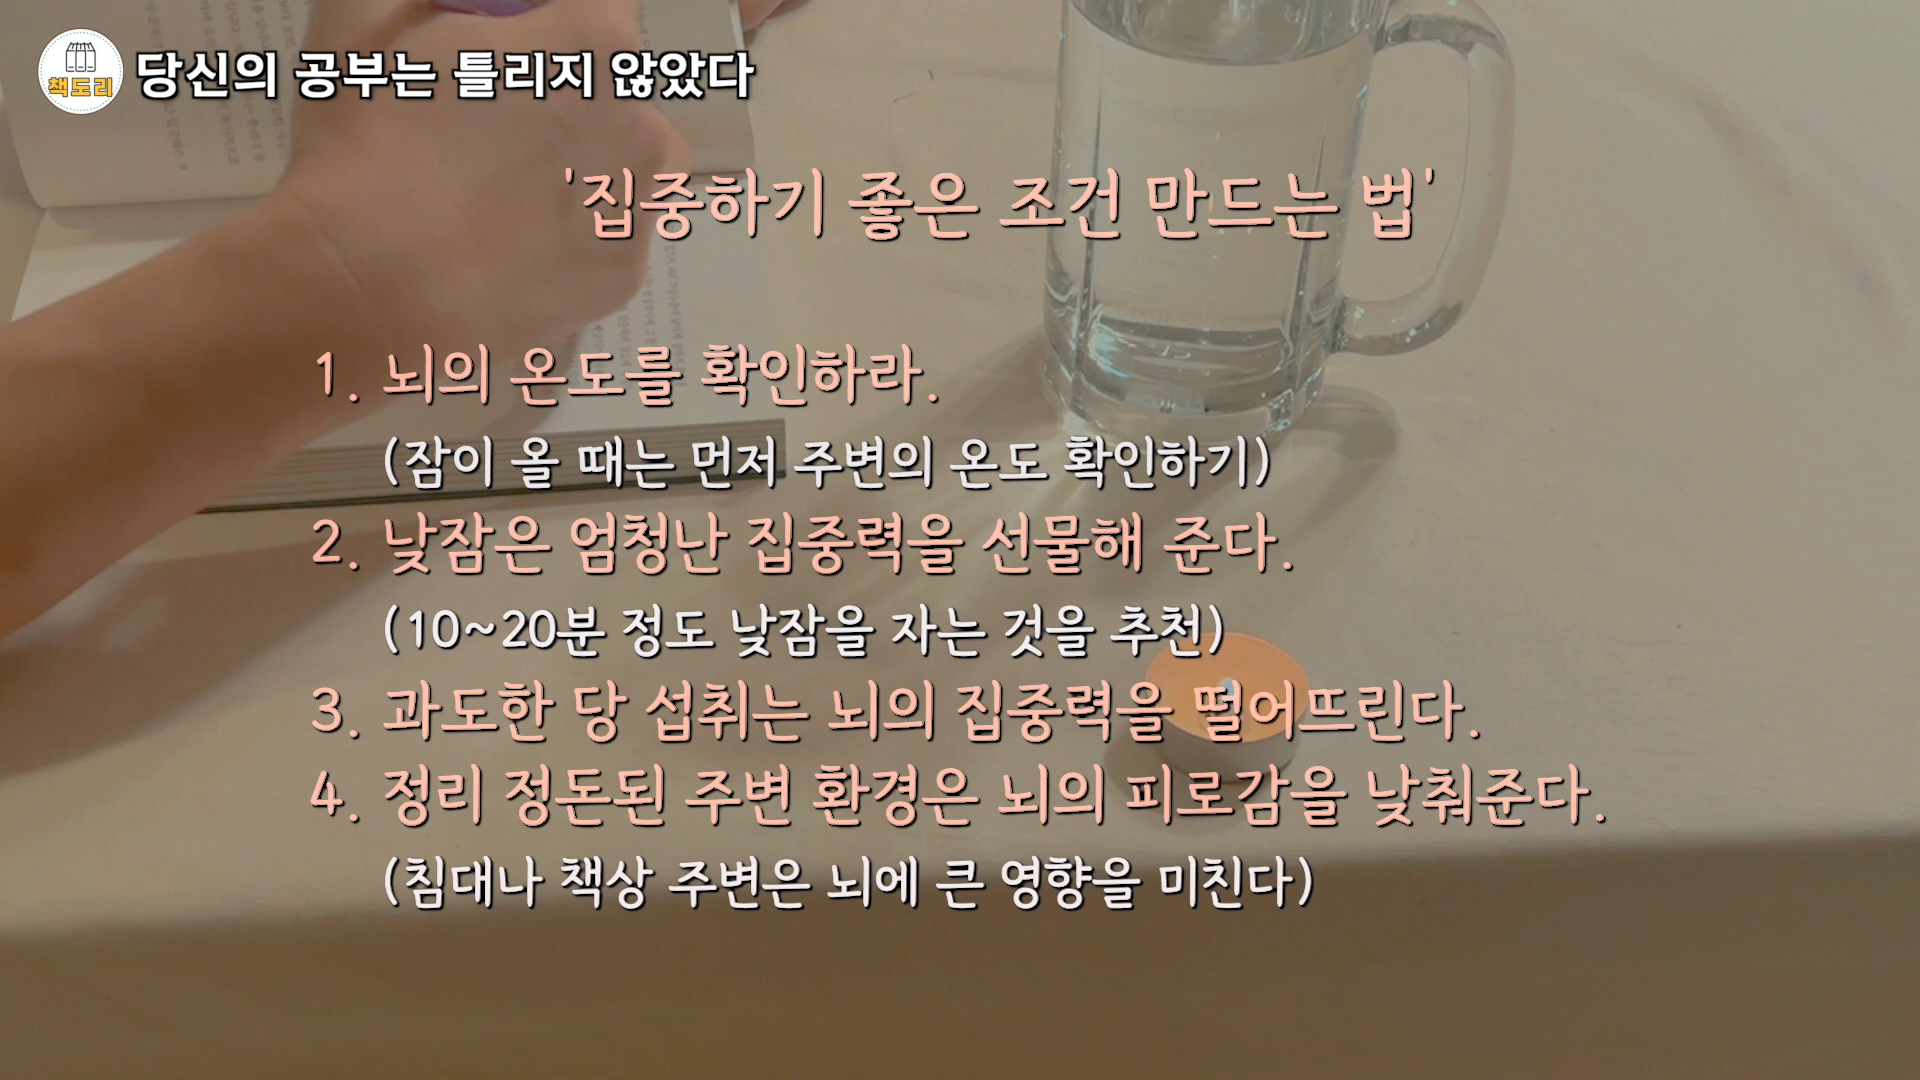 책도리 당신의 공부는 틀리지 않았다
'집중하기 좋은 조건 만드는 법'
1. 뇌의 온도를 확인하라.
(잠이 올 때는 먼저 주변의 온도 확인하기)
2. 낮잠은 엄청난 집중력을 선물해 준다.
(10~20분 정도 낮잠을 자는 것을 추천)
3. 과도한 당 섭취는 뇌의 집중력을 떨어뜨린다.
4. 정리 정돈된 주변 환경은 뇌의 피로감을 낮춰준다.
(침대나 책상 주변은 뇌에 큰 영향을 미친다)